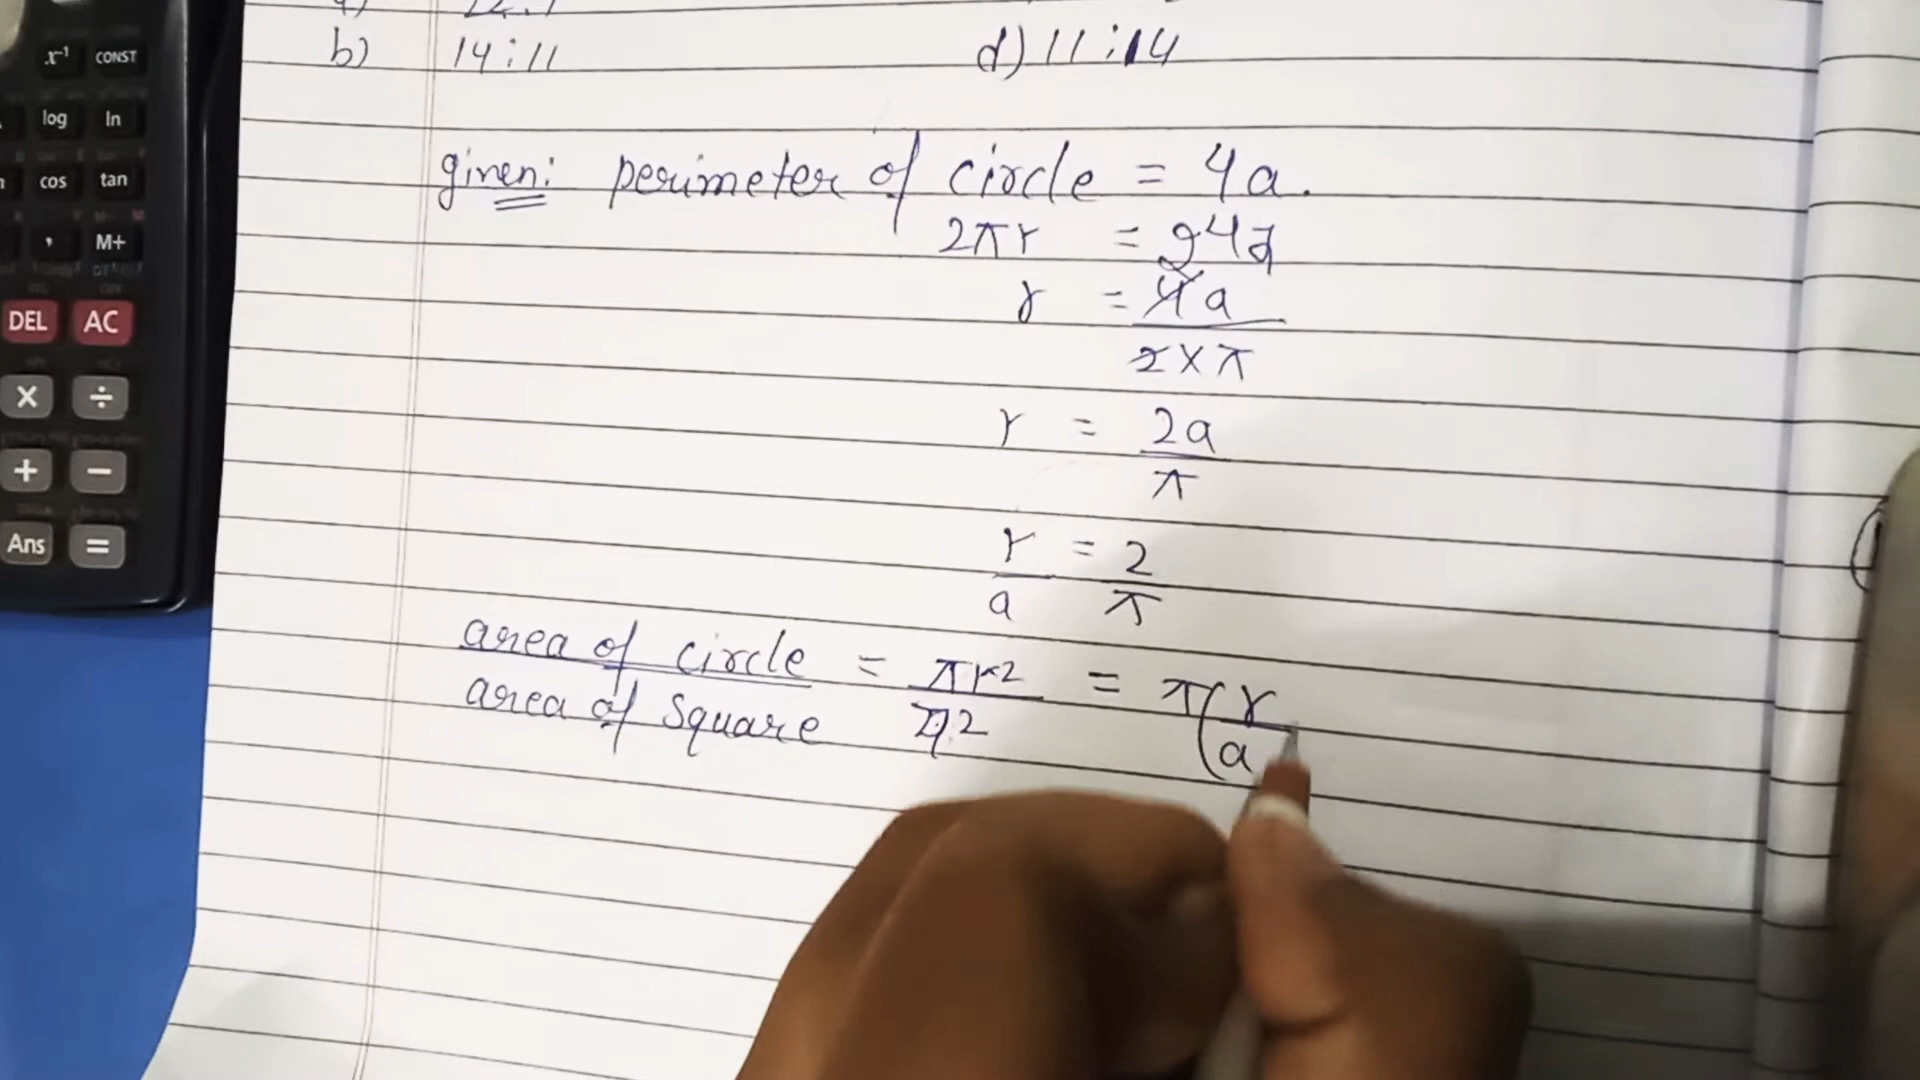 b) 14:11 d) 11:14
given: perimeter of circle = 4a.
2πr = 4a
r = 4a
2×π
r = 2a
π
r = 2
a π
area of circle = πr2 = π(r
area of square a2 (a
x-1 CONST
log ln
cos tan
, M+
DEL AC
× ÷
+ −
Ans =